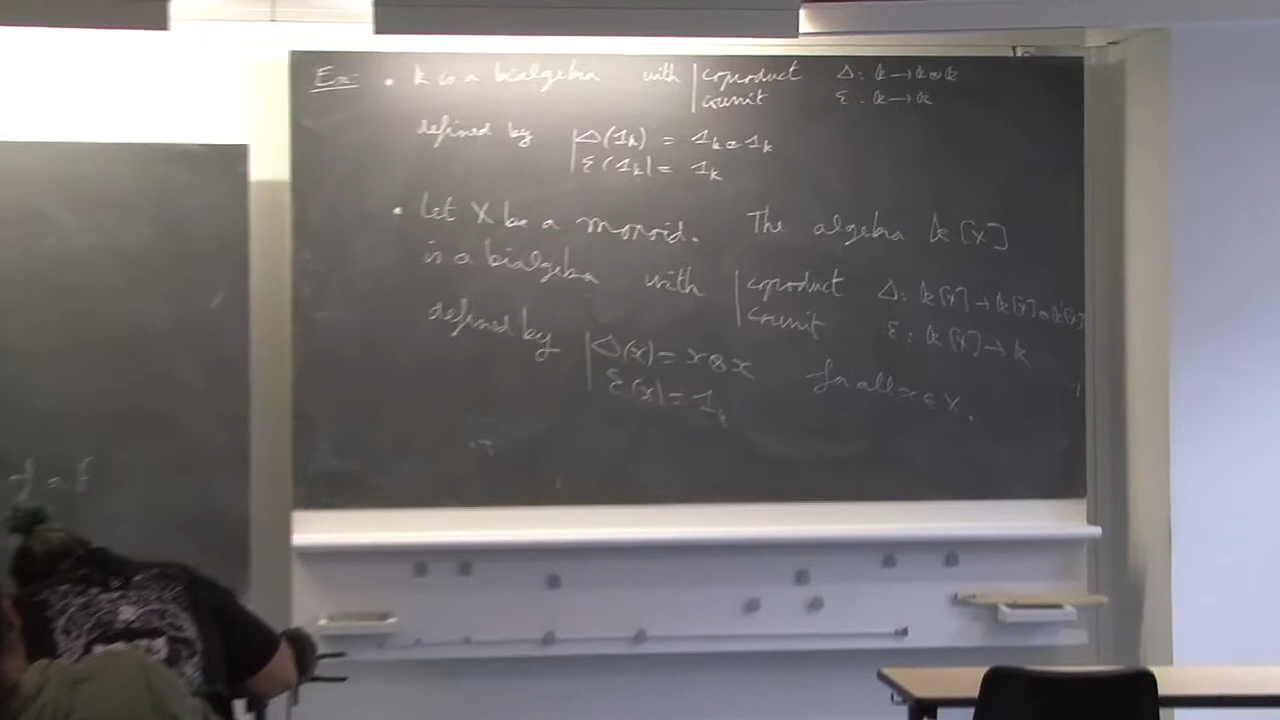 Ex: • k is a bialgebra with | coproduct Δ: k → k⊗k
counit ε: k → k
defined by | Δ(1k) = 1k⊗1k
ε(1k) = 1k
• Let X be a monoid. The algebra k[X]
is a bialgebra with | coproduct Δ: k[X] → k[X]⊗k[X]
counit ε: k[X] → k
defined by | Δ(x) = x⊗x for all x ∈ X.
ε(x) = 1k